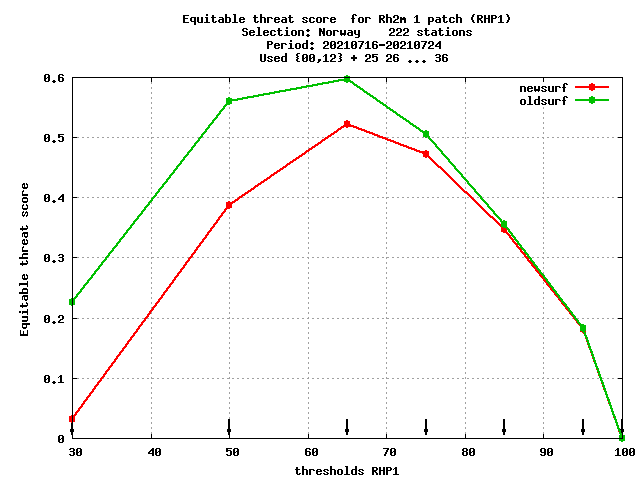 Equitable threat score  for Rh2m 1 patch (RHP1)
Selection: Norway    222 stations
Period: 20210716-20210724
Used {00,12} + 25 26 ... 36
newsurf
oldsurf
Equitable threat score
0.6
0.5
0.4
0.3
0.2
0.1
0
30 40 50 60 70 80 90 100
thresholds RHP1